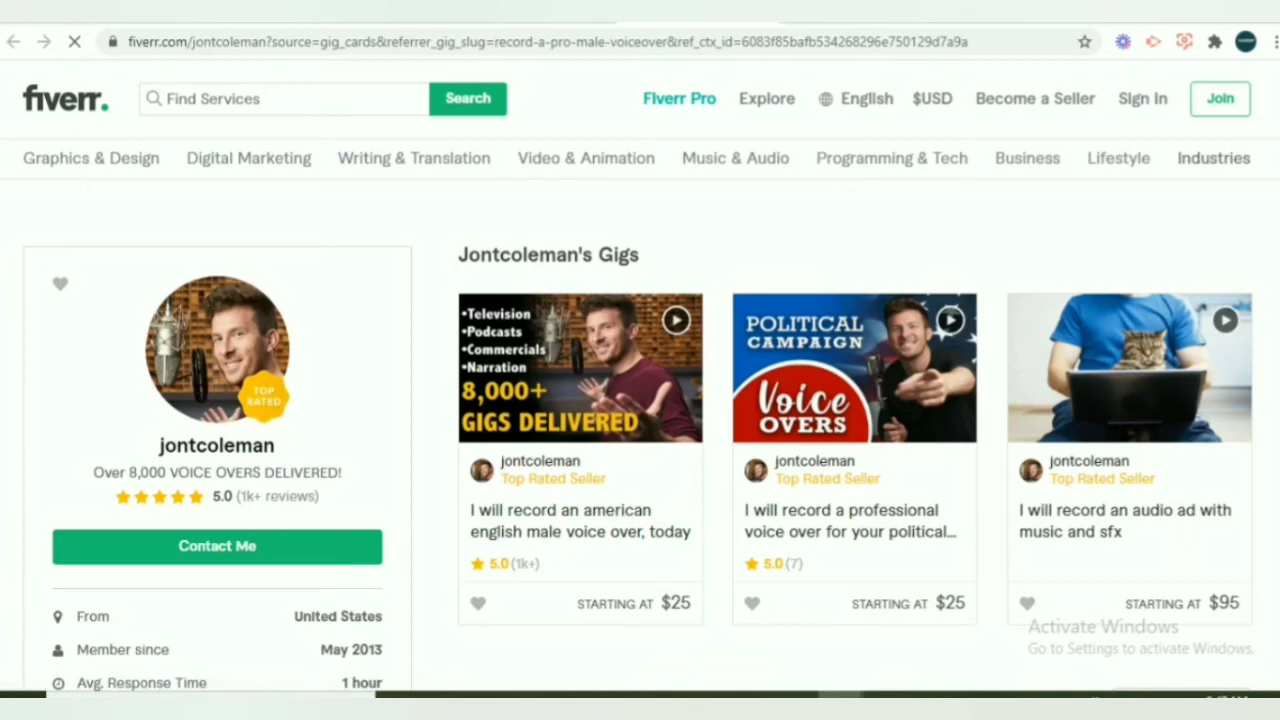 fiverr.com/jontcoleman?source=gig_cards&referrer_gig_slug=record-a-pro-male-voiceover&ref_ctx_id=6083f85bafb534268296e750129d7a9a
fiverr. Find Services Search Fiverr Pro Explore English $USD Become a Seller Sign In Join
Graphics & Design Digital Marketing Writing & Translation Video & Animation Music & Audio Programming & Tech Business Lifestyle Industries
Jontcoleman's Gigs
TOP
RATED
jontcoleman
Over 8,000 VOICE OVERS DELIVERED!
5.0 (1k+ reviews)
Contact Me
From United States
Member since May 2013
Avg. Response Time 1 hour
•Television
•Podcasts
•Commercials
•Narration
8,000+
GIGS DELIVERED
jontcoleman
Top Rated Seller
I will record an american
english male voice over, today
5.0 (1k+)
STARTING AT $25
POLITICAL
CAMPAIGN
Voice
OVERS
jontcoleman
Top Rated Seller
I will record a professional
voice over for your political...
5.0 (7)
STARTING AT $25
jontcoleman
Top Rated Seller
I will record an audio ad with
music and sfx
STARTING AT $95
Activate Windows
Go to Settings to activate Windows.